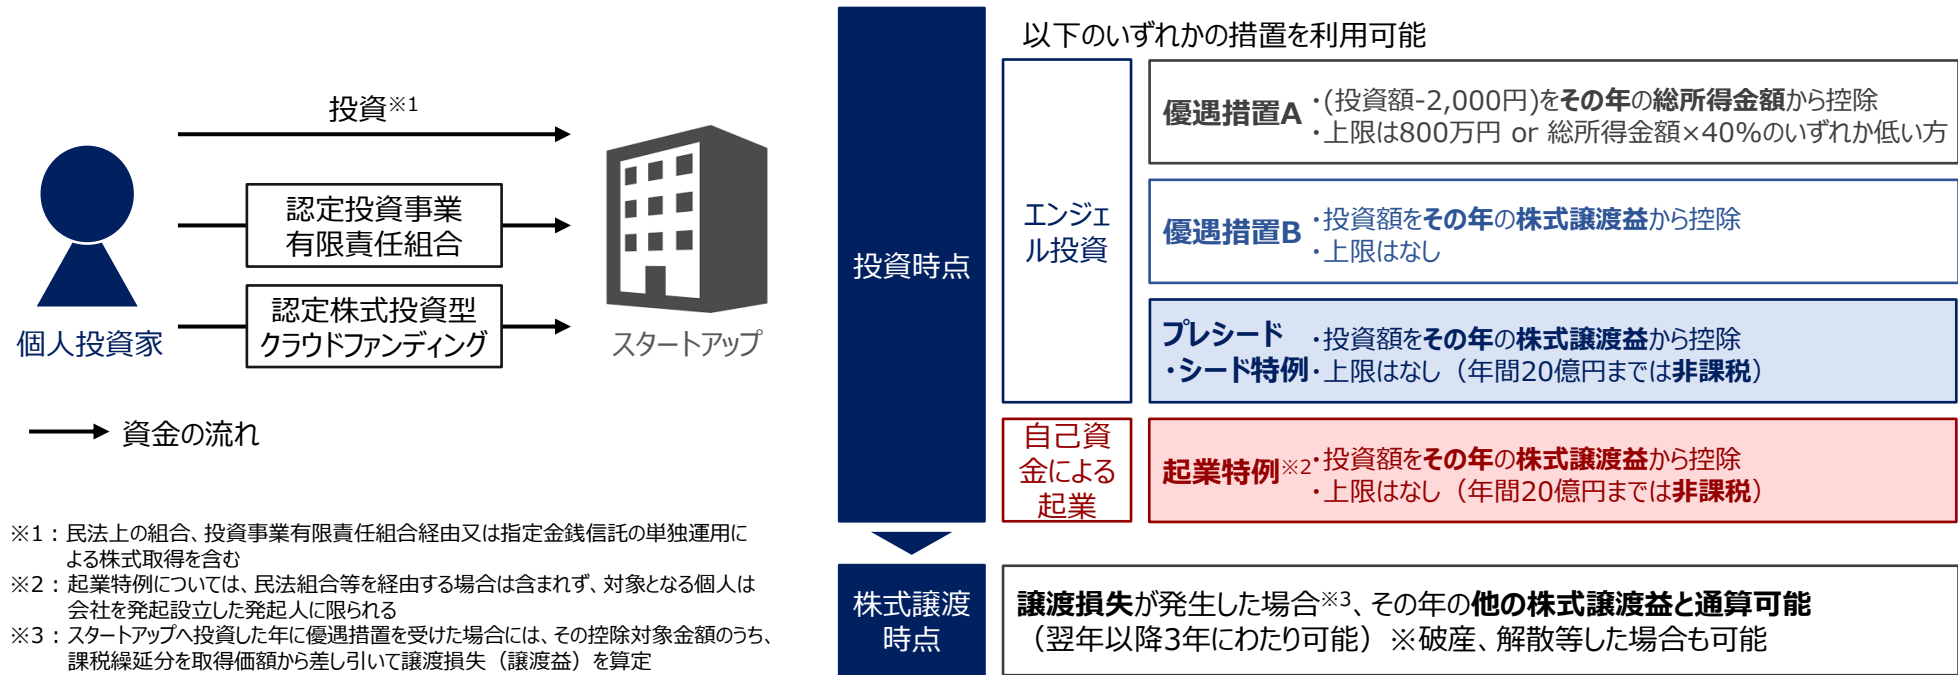 投資※1
認定投資事業
有限責任組合
認定株式投資型
クラウドファンディング
個人投資家
スタートアップ
資金の流れ
※1：民法上の組合、投資事業有限責任組合経由又は指定金銭信託の単独運用に
よる株式取得を含む
※2：起業特例については、民法組合等を経由する場合は含まれず、対象となる個人は
会社を発起設立した発起人に限られる
※3：スタートアップへ投資した年に優遇措置を受けた場合には、その控除対象金額のうち、
課税繰延分を取得価額から差し引いて譲渡損失（譲渡益）を算定
以下のいずれかの措置を利用可能
投資時点
エンジェ
ル投資
優遇措置A
・(投資額-2,000円)をその年の総所得金額から控除
・上限は800万円 or 総所得金額×40%のいずれか低い方
優遇措置B
・投資額をその年の株式譲渡益から控除
・上限はなし
プレシード
・シード特例
・投資額をその年の株式譲渡益から控除
・上限はなし（年間20億円までは非課税）
自己資
金による
起業
起業特例※2
・投資額をその年の株式譲渡益から控除
・上限はなし（年間20億円までは非課税）
株式譲渡
時点
譲渡損失が発生した場合※3、その年の他の株式譲渡益と通算可能
（翌年以降3年にわたり可能）※破産、解散等した場合も可能